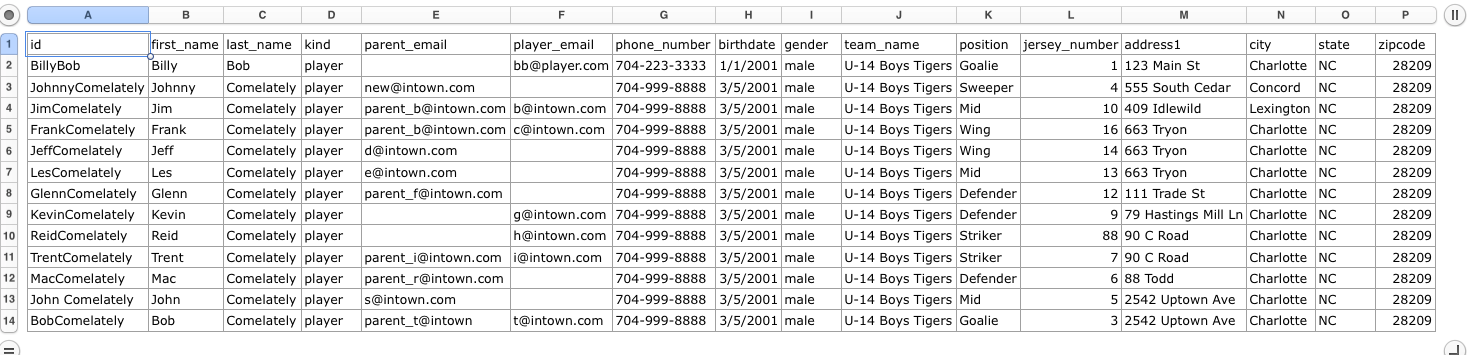 A B C D E F G H I J K L M N O P
1 id first_name last_name kind parent_email player_email phone_number birthdate gender team_name position jersey_number address1 city state zipcode
2 BillyBob Billy Bob player bb@player.com 704-223-3333 1/1/2001 male U-14 Boys Tigers Goalie 1 123 Main St Charlotte NC 28209
3 JohnnyComelately Johnny Comelately player new@intown.com 704-999-8888 3/5/2001 male U-14 Boys Tigers Sweeper 4 555 South Cedar Concord NC 28209
4 JimComelately Jim Comelately player parent_b@intown.com b@intown.com 704-999-8888 3/5/2001 male U-14 Boys Tigers Mid 10 409 Idlewild Lexington NC 28209
5 FrankComelately Frank Comelately player parent_b@intown.com c@intown.com 704-999-8888 3/5/2001 male U-14 Boys Tigers Wing 16 663 Tryon Charlotte NC 28209
6 JeffComelately Jeff Comelately player d@intown.com 704-999-8888 3/5/2001 male U-14 Boys Tigers Wing 14 663 Tryon Charlotte NC 28209
7 LesComelately Les Comelately player e@intown.com 704-999-8888 3/5/2001 male U-14 Boys Tigers Mid 13 663 Tryon Charlotte NC 28209
8 GlennComelately Glenn Comelately player parent_f@intown.com 704-999-8888 3/5/2001 male U-14 Boys Tigers Defender 12 111 Trade St Charlotte NC 28209
9 KevinComelately Kevin Comelately player g@intown.com 704-999-8888 3/5/2001 male U-14 Boys Tigers Defender 9 79 Hastings Mill Ln Charlotte NC 28209
10 ReidComelately Reid Comelately player h@intown.com 704-999-8888 3/5/2001 male U-14 Boys Tigers Striker 88 90 C Road Charlotte NC 28209
11 TrentComelately Trent Comelately player parent_i@intown.com i@intown.com 704-999-8888 3/5/2001 male U-14 Boys Tigers Striker 7 90 C Road Charlotte NC 28209
12 MacComelately Mac Comelately player parent_r@intown.com 704-999-8888 3/5/2001 male U-14 Boys Tigers Defender 6 88 Todd Charlotte NC 28209
13 John Comelately John Comelately player s@intown.com 704-999-8888 3/5/2001 male U-14 Boys Tigers Mid 5 2542 Uptown Ave Charlotte NC 28209
14 BobComelately Bob Comelately player parent_t@intown t@intown.com 704-999-8888 3/5/2001 male U-14 Boys Tigers Goalie 3 2542 Uptown Ave Charlotte NC 28209